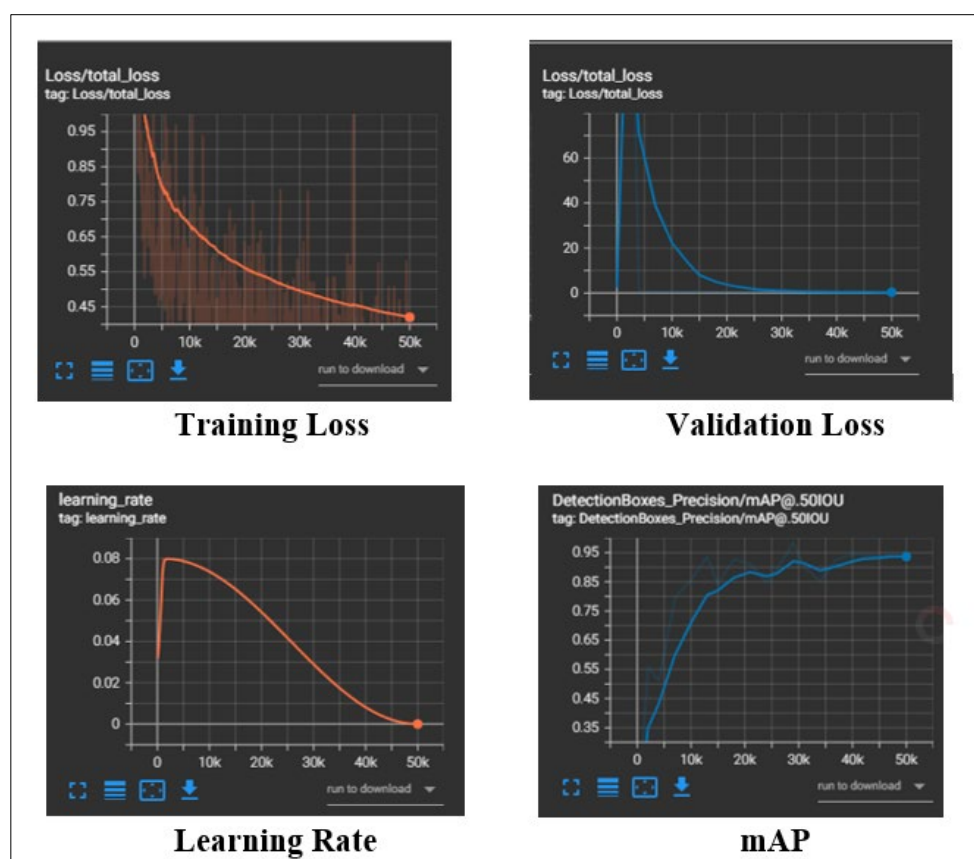 Loss/total_loss
tag: Loss/total_loss
0.95
0.85
0.75
0.65
0.55
0.45
0 10k 20k 30k 40k 50k
run to download
Training Loss
Loss/total_loss
tag: Loss/total_loss
60
40
20
0
0 10k 20k 30k 40k 50k
run to download
Validation Loss
learning_rate
tag: learning_rate
0.08
0.06
0.04
0.02
0
0 10k 20k 30k 40k 50k
run to download
Learning Rate
DetectionBoxes_Precision/mAP@.50IOU
tag: DetectionBoxes_Precision/mAP@.50IOU
0.95
0.85
0.75
0.65
0.55
0.45
0.35
0 10k 20k 30k 40k 50k
run to download
mAP